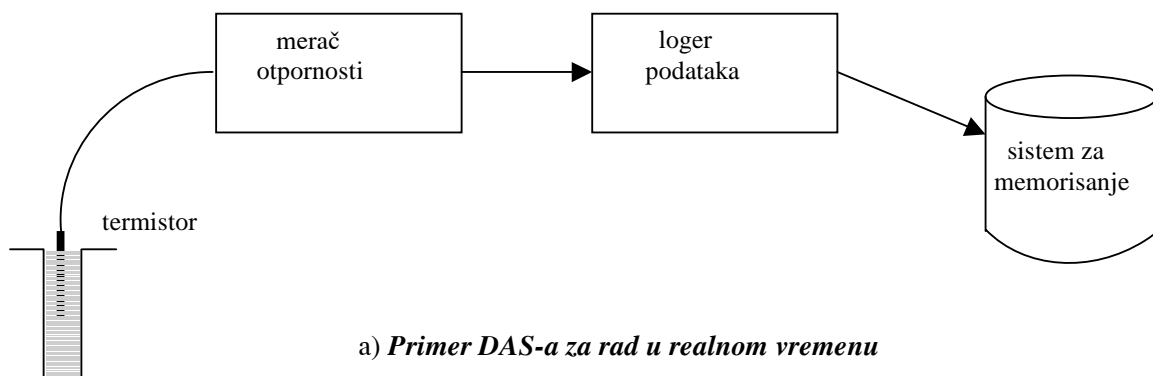 merač
otpornosti
loger
podataka
sistem za
memorisanje
termistor
a) Primer DAS-a za rad u realnom vremenu